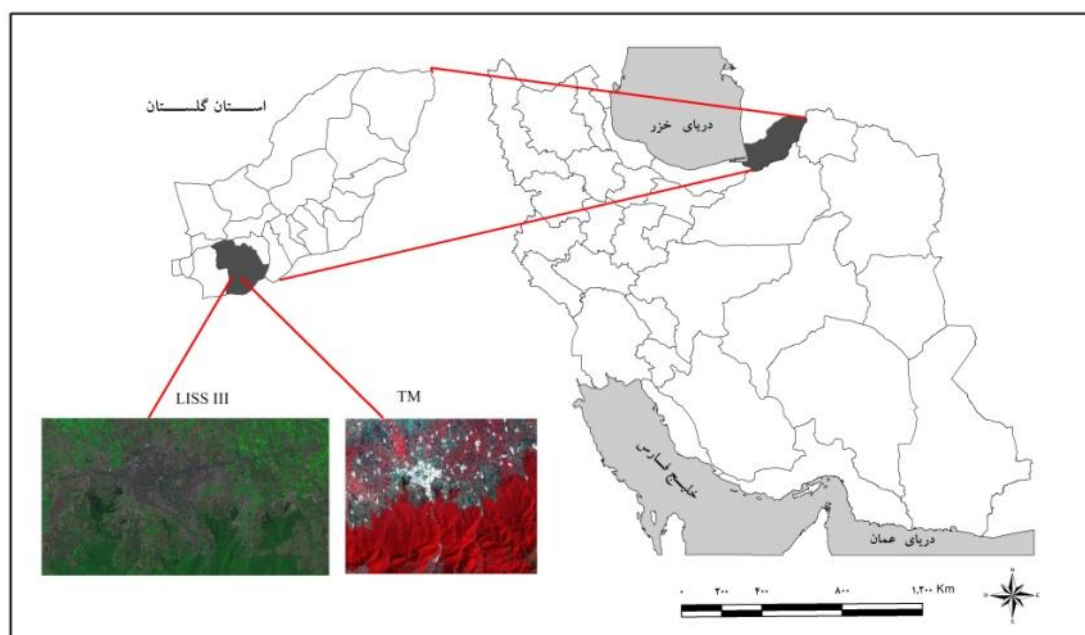 استان گلستان
دریای خزر
LISS III
TM
خلیج فارس
دریای عمان
۰ ۲۰۰ ۴۰۰ ۸۰۰ ۱,۲۰۰ Km